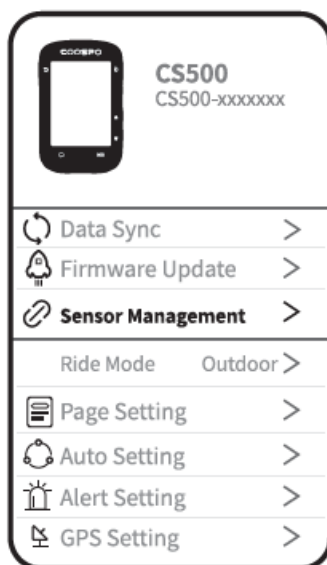 COOSPO
CS500
CS500-xxxxxxx
Data Sync
Firmware Update
Sensor Management
Ride Mode Outdoor
Page Setting
Auto Setting
Alert Setting
GPS Setting